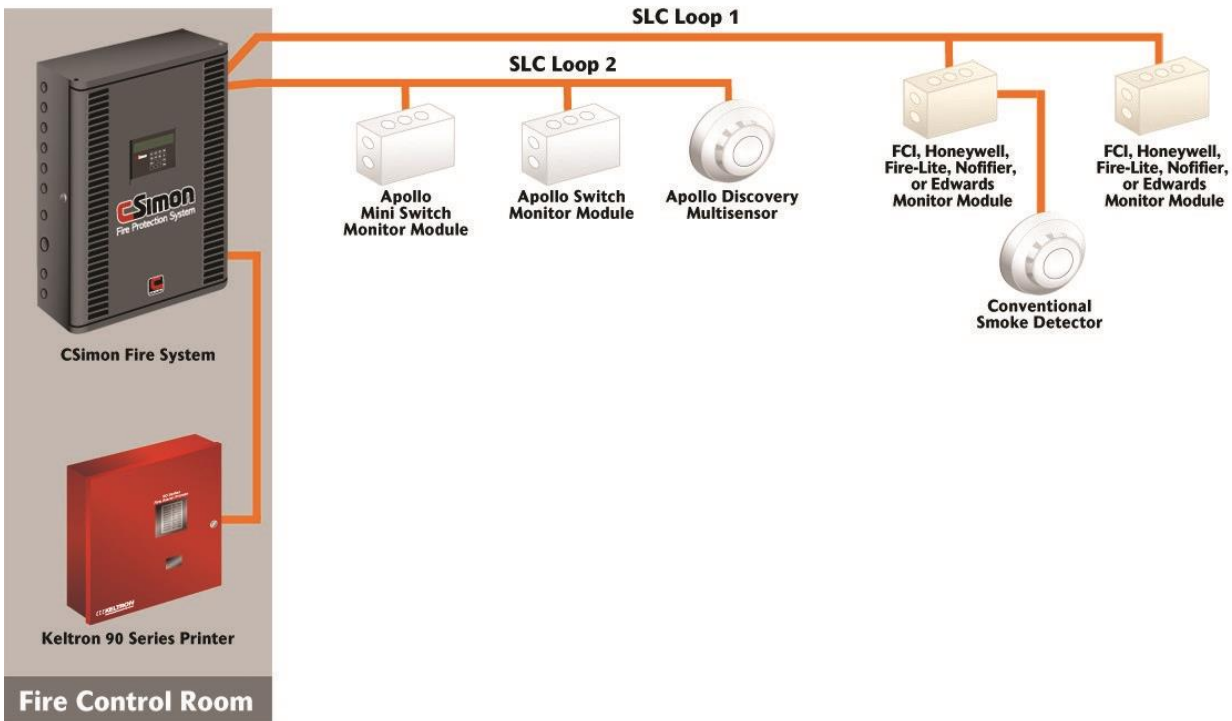 SLC Loop 1
SLC Loop 2
CSimon
Fire Protection System
CSimon Fire System
Apollo
Mini Switch
Monitor Module
Apollo Switch
Monitor Module
Apollo Discovery
Multisensor
FCI, Honeywell,
Fire-Lite, Nofifier,
or Edwards
Monitor Module
FCI, Honeywell,
Fire-Lite, Nofifier,
or Edwards
Monitor Module
Conventional
Smoke Detector
KELTRON
Keltron 90 Series Printer
Fire Control Room